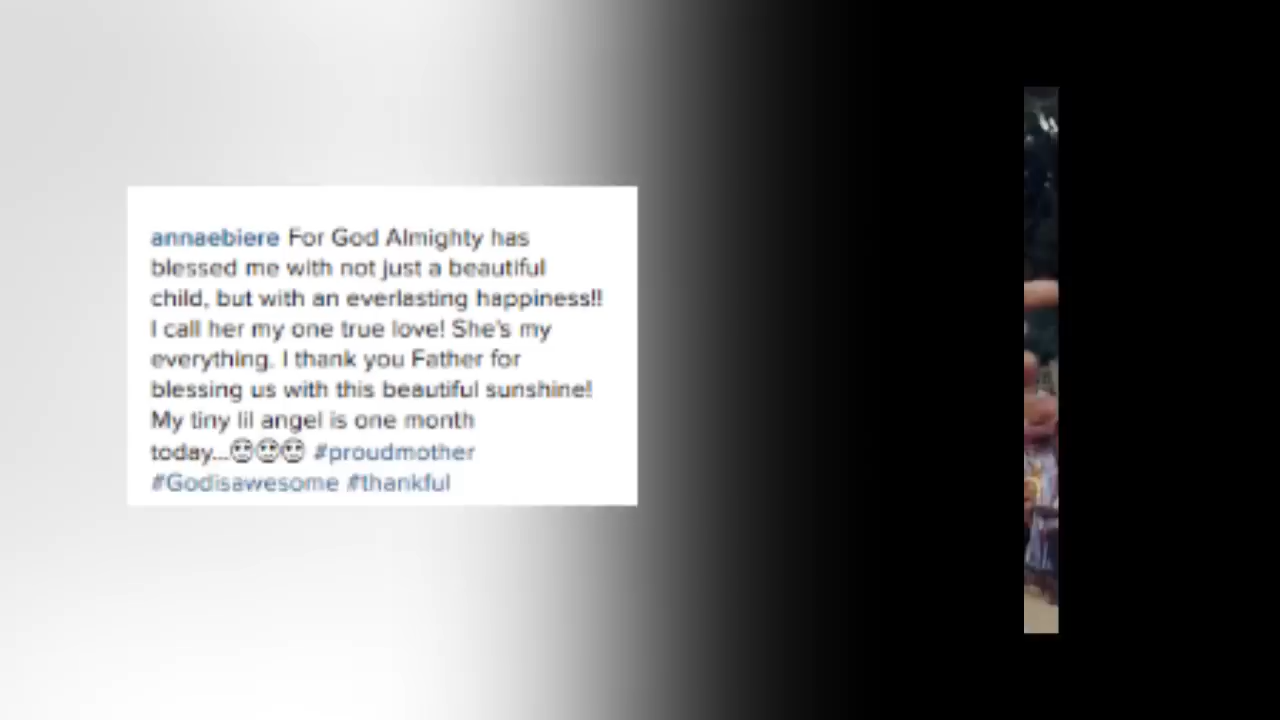 annaebiere For God Almighty has
blessed me with not just a beautiful
child, but with an everlasting happiness!!
I call her my one true love! She's my
everything. I thank you Father for
blessing us with this beautiful sunshine!
My tiny lil angel is one month
today...😍😍😍 #proudmother
#Godisawesome #thankful